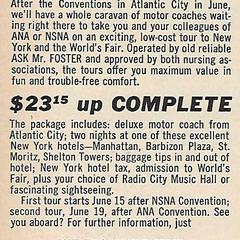 After the Conventions in Atlantic City in June,
we'll have a whole caravan of motor coaches wait-
ing right there to take you and your colleagues of
ANA or NSNA on an exciting, low-cost tour to New
York and the World's Fair. Operated by old reliable
ASK Mr. FOSTER and approved by both nursing as-
sociations, the tours offer you maximum value in
fun and trouble-free comfort.
$23¹⁵ up COMPLETE
The package includes: deluxe motor coach from
Atlantic City; two nights at one of these excellent
New York hotels—Manhattan, Barbizon Plaza, St.
Moritz, Shelton Towers; baggage tips in and out of
hotel; New York hotel tax, admission to World's
Fair, plus your choice of Radio City Music Hall or
fascinating sightseeing.
First tour starts June 15 after NSNA Convention;
second tour, June 19, after ANA Convention. See
you aboard? For further information, just